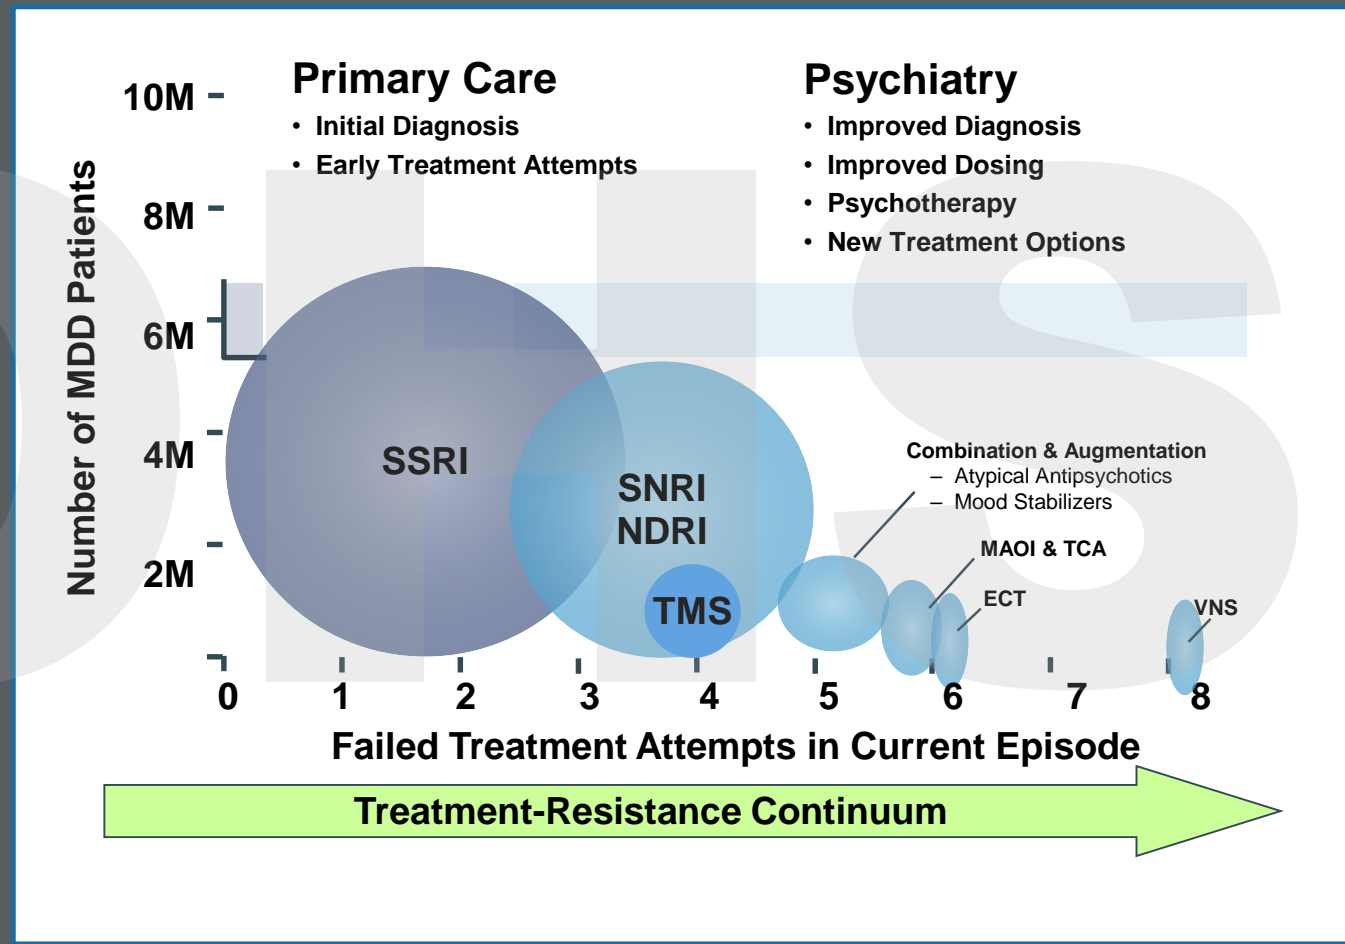 Primary Care
• Initial Diagnosis
• Early Treatment Attempts
Psychiatry
• Improved Diagnosis
• Improved Dosing
• Psychotherapy
• New Treatment Options
Number of MDD Patients
10M
8M
6M
4M
2M
SSRI
SNRI
NDRI
TMS
Combination & Augmentation
– Atypical Antipsychotics
– Mood Stabilizers
MAOI & TCA
ECT
VNS
0 1 2 3 4 5 6 7 8
Failed Treatment Attempts in Current Episode
Treatment-Resistance Continuum